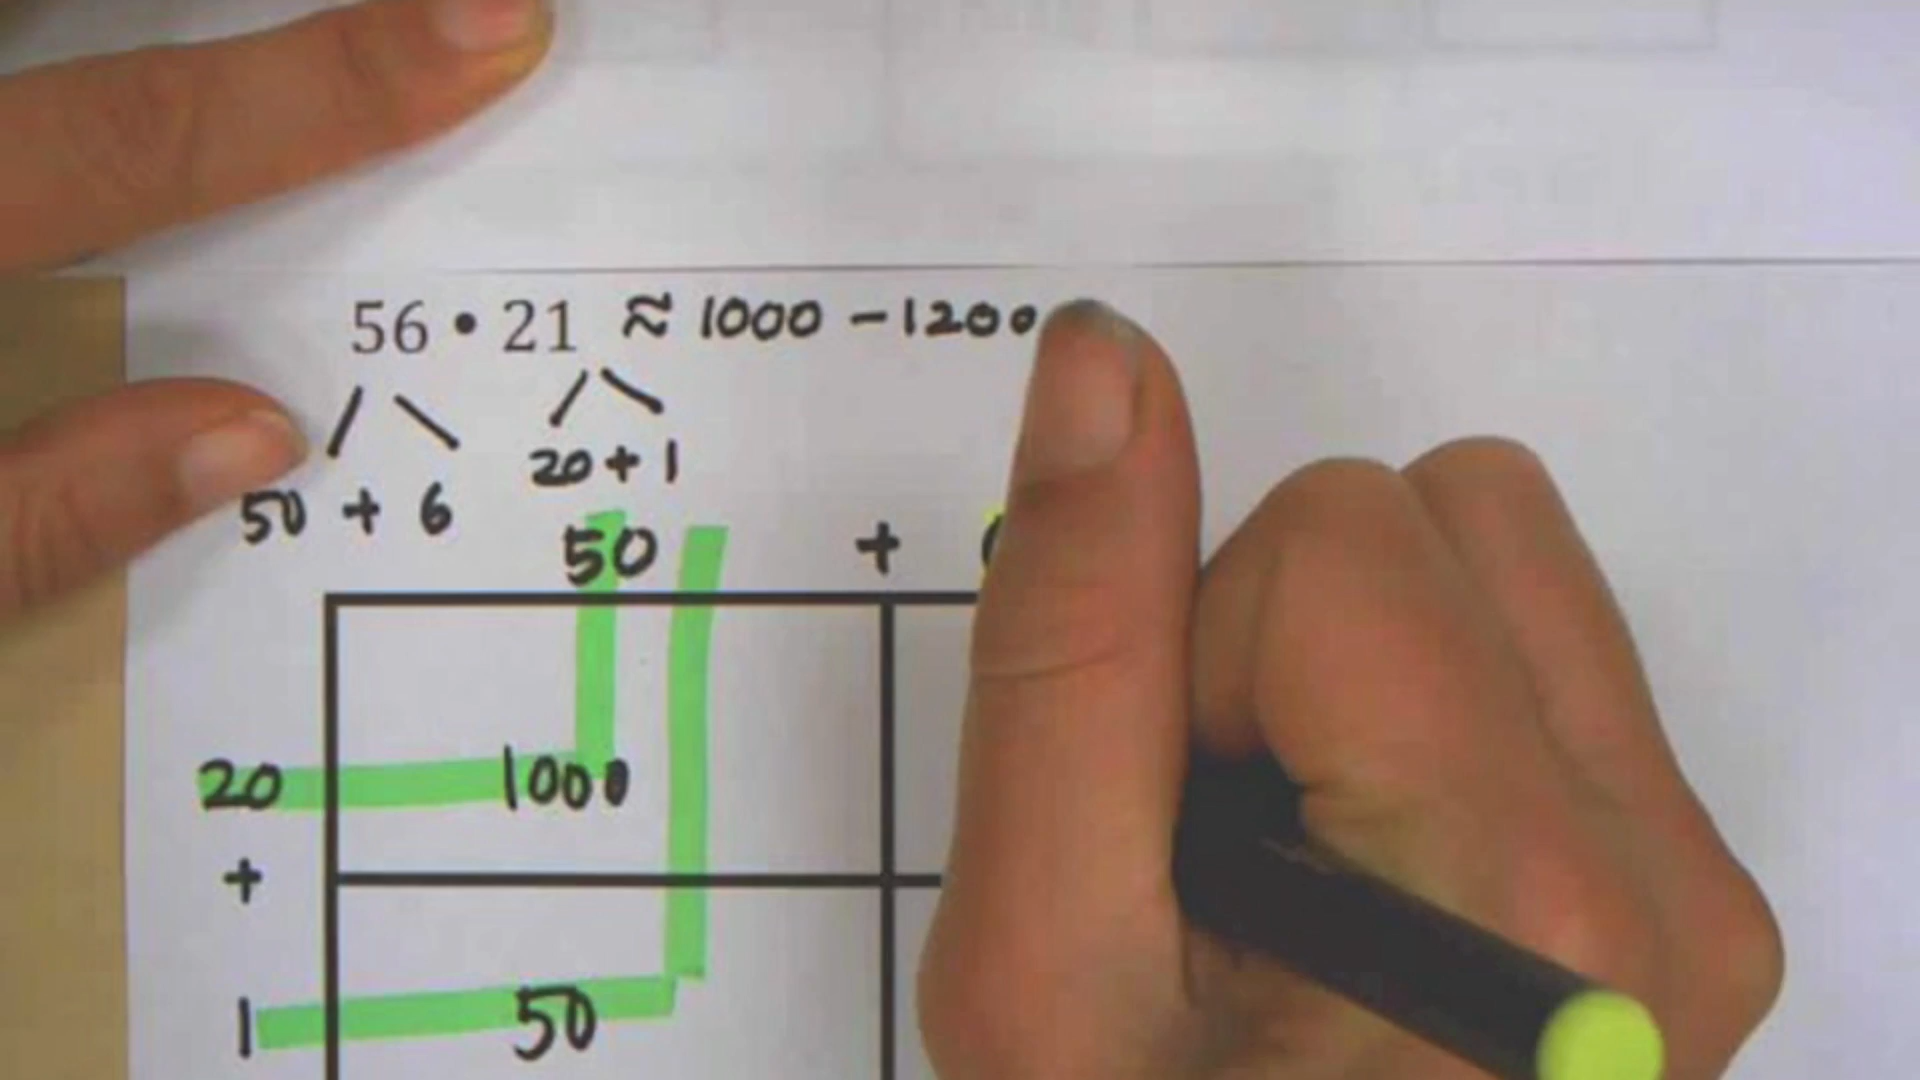 56 • 21 ≈ 1000 - 1200
20 + 1
50 + 6
50 +
20 1000
+
1 50